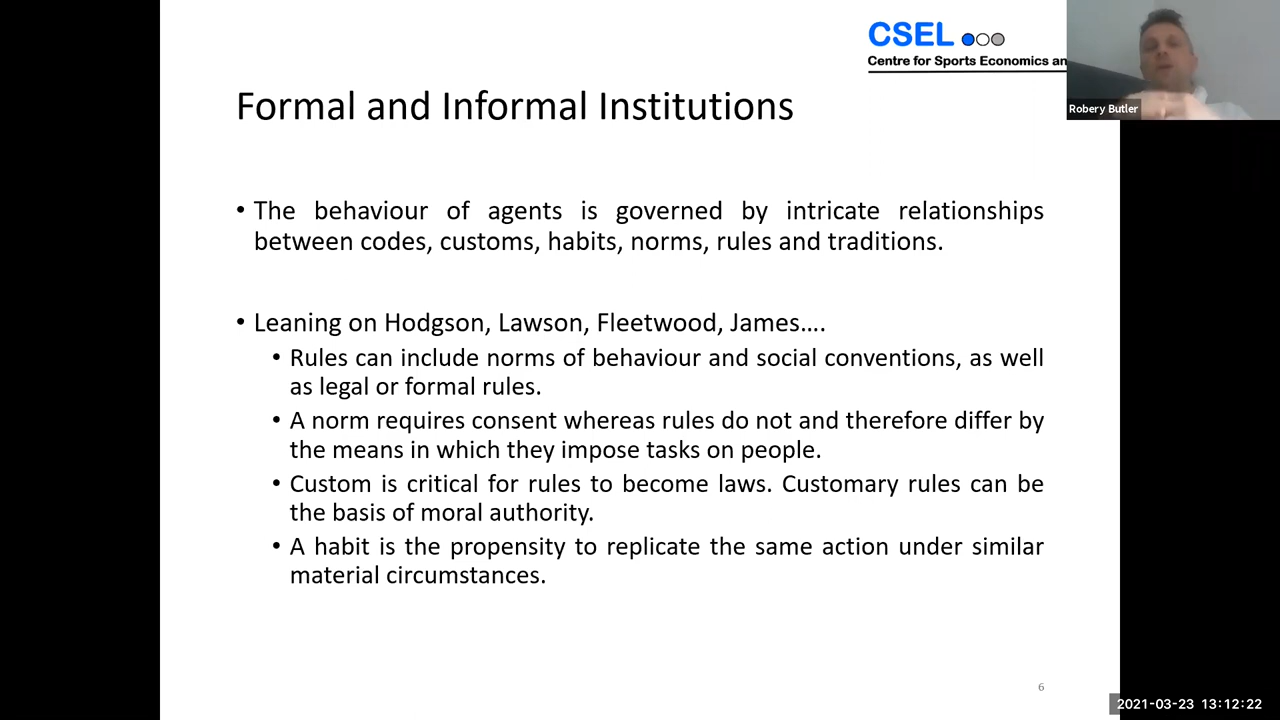 CSEL
Centre for Sports Economics an
Robery Butler
Formal and Informal Institutions
• The behaviour of agents is governed by intricate relationships
between codes, customs, habits, norms, rules and traditions.
• Leaning on Hodgson, Lawson, Fleetwood, James….
• Rules can include norms of behaviour and social conventions, as well
as legal or formal rules.
• A norm requires consent whereas rules do not and therefore differ by
the means in which they impose tasks on people.
• Custom is critical for rules to become laws. Customary rules can be
the basis of moral authority.
• A habit is the propensity to replicate the same action under similar
material circumstances.
6
2021-03-23 13:12:22